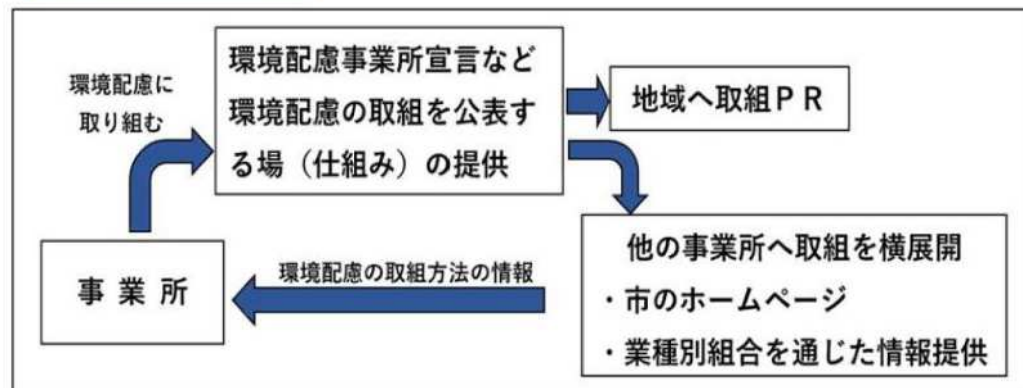 環境配慮に
取り組む
環境配慮事業所宣言など
環境配慮の取組を公表す
る場（仕組み）の提供
地域へ取組ＰＲ
他の事業所へ取組を横展開
・市のホームページ
・業種別組合を通じた情報提供
環境配慮の取組方法の情報
事 業 所